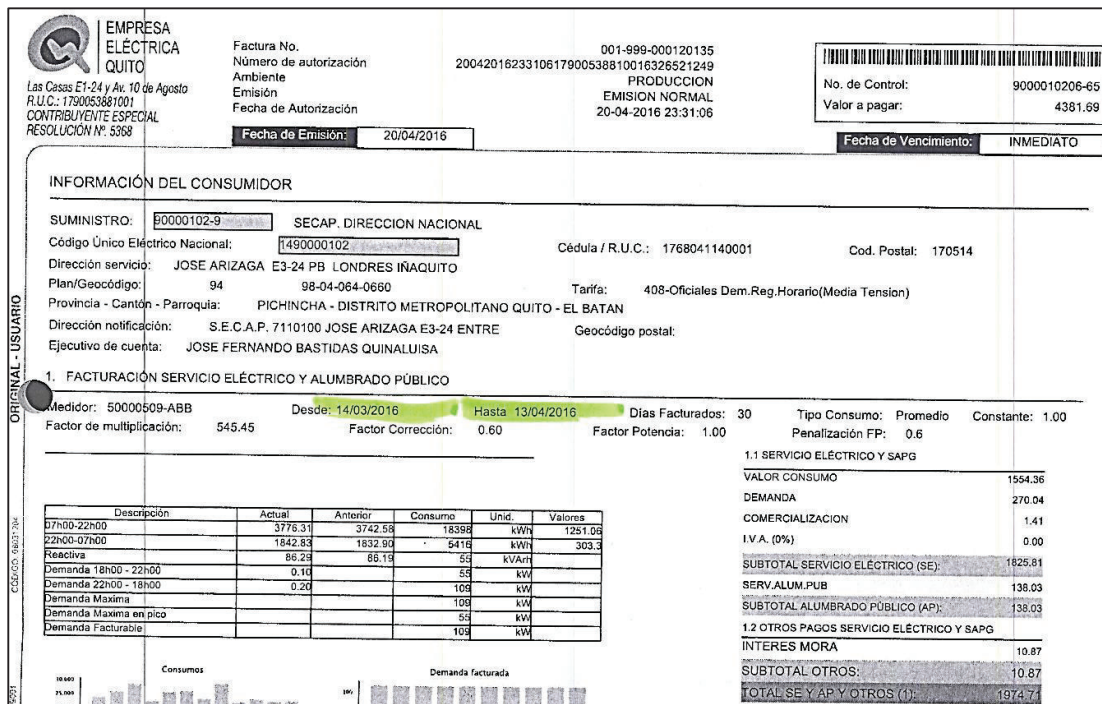 EMPRESA
ELÉCTRICA
QUITO
Las Casas E1-24 y Av. 10 de Agosto
R.U.C.: 1790053881001
CONTRIBUYENTE ESPECIAL
RESOLUCIÓN Nº. 5368
Factura No. 001-999-000120135
Número de autorización 2004201623310617900538810016326521249
Ambiente PRODUCCION
Emisión EMISION NORMAL
Fecha de Autorización 20-04-2016 23:31:06
Fecha de Emisión: 20/04/2016
No. de Control: 9000010206-65
Valor a pagar: 4381.69
Fecha de Vencimiento: INMEDIATO
INFORMACIÓN DEL CONSUMIDOR
SUMINISTRO: 90000102-9 SECAP. DIRECCION NACIONAL
Código Único Eléctrico Nacional: 1490000102 Cédula / R.U.C.: 1768041140001 Cod. Postal: 170514
Dirección servicio: JOSE ARIZAGA E3-24 PB LONDRES IÑAQUITO
Plan/Geocódigo: 94 98-04-064-0660 Tarifa: 408-Oficiales Dem.Reg.Horario(Media Tension)
Provincia - Cantón - Parroquia: PICHINCHA - DISTRITO METROPOLITANO QUITO - EL BATAN
Dirección notificación: S.E.C.A.P. 7110100 JOSE ARIZAGA E3-24 ENTRE Geocódigo postal:
Ejecutivo de cuenta: JOSE FERNANDO BASTIDAS QUINALUISA
ORIGINAL - USUARIO
1. FACTURACIÓN SERVICIO ELÉCTRICO Y ALUMBRADO PÚBLICO
Medidor: 50000509-ABB Desde: 14/03/2016 Hasta 13/04/2016 Días Facturados: 30 Tipo Consumo: Promedio Constante: 1.00
Factor de multiplicación: 545.45 Factor Corrección: 0.60 Factor Potencia: 1.00 Penalización FP: 0.6
Descripción Actual Anterior Consumo Unid. Valores
07h00-22h00 3776.31 3742.58 18398 kWh 1251.06
22h00-07h00 1842.83 1832.90 5416 kWh 303.3
Reactiva 86.29 86.19 55 kVArh
Demanda 18h00 - 22h00 0.10 55 kW
Demanda 22h00 - 18h00 0.20 109 kW
Demanda Maxima 109 kW
Demanda Maxima en pico 55 kW
Demanda Facturable 109 kW
1.1 SERVICIO ELÉCTRICO Y SAPG
VALOR CONSUMO 1554.36
DEMANDA 270.04
COMERCIALIZACION 1.41
I.V.A. (0%) 0.00
SUBTOTAL SERVICIO ELÉCTRICO (SE): 1825.81
SERV.ALUM.PUB 138.03
SUBTOTAL ALUMBRADO PÚBLICO (AP): 138.03
1.2 OTROS PAGOS SERVICIO ELÉCTRICO Y SAPG
INTERES MORA 10.87
SUBTOTAL OTROS: 10.87
TOTAL SE Y AP Y OTROS (1): 1974.71
Consumos
Demanda facturada